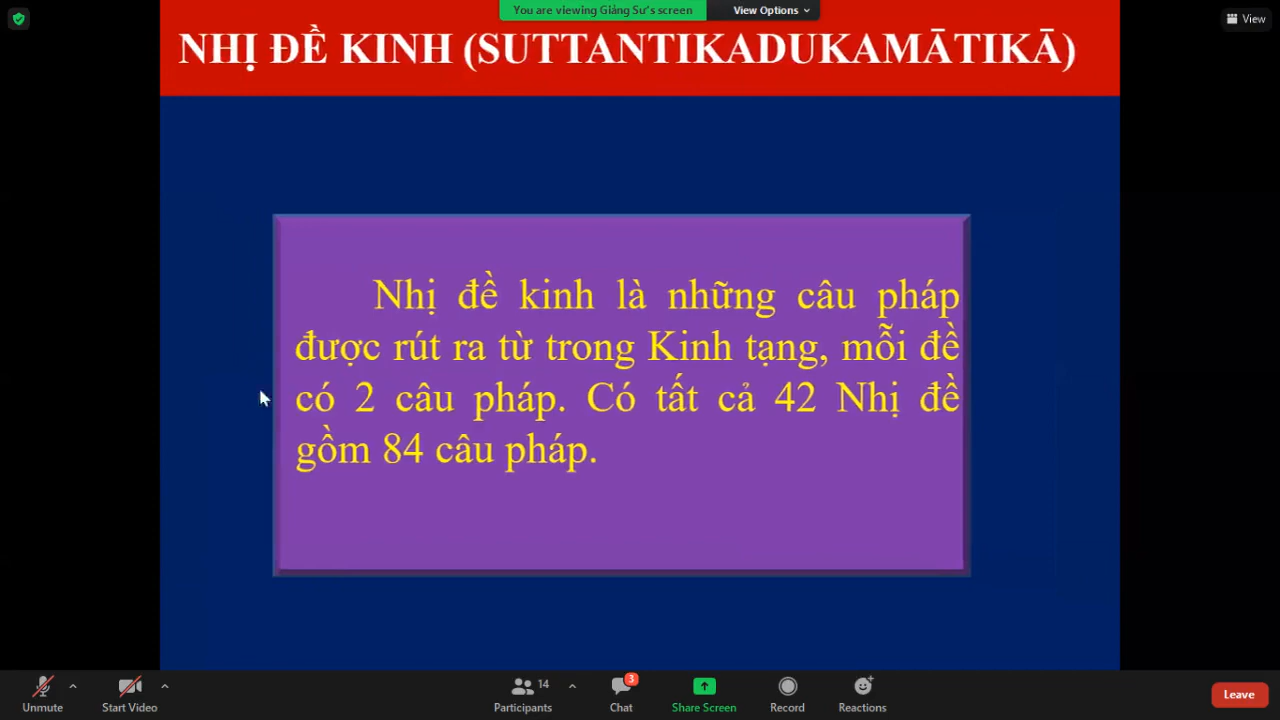 You are viewing Giảng Sư's screen
View Options
View
NHỊ ĐỀ KINH (SUTTANTIKADUKAMĀTIKĀ)
Nhị đề kinh là những câu pháp
được rút ra từ trong Kinh tạng, mỗi đề
có 2 câu pháp. Có tất cả 42 Nhị đề
gồm 84 câu pháp.
Unmute
Start Video
14
Participants
3
Chat
Share Screen
Record
Reactions
Leave